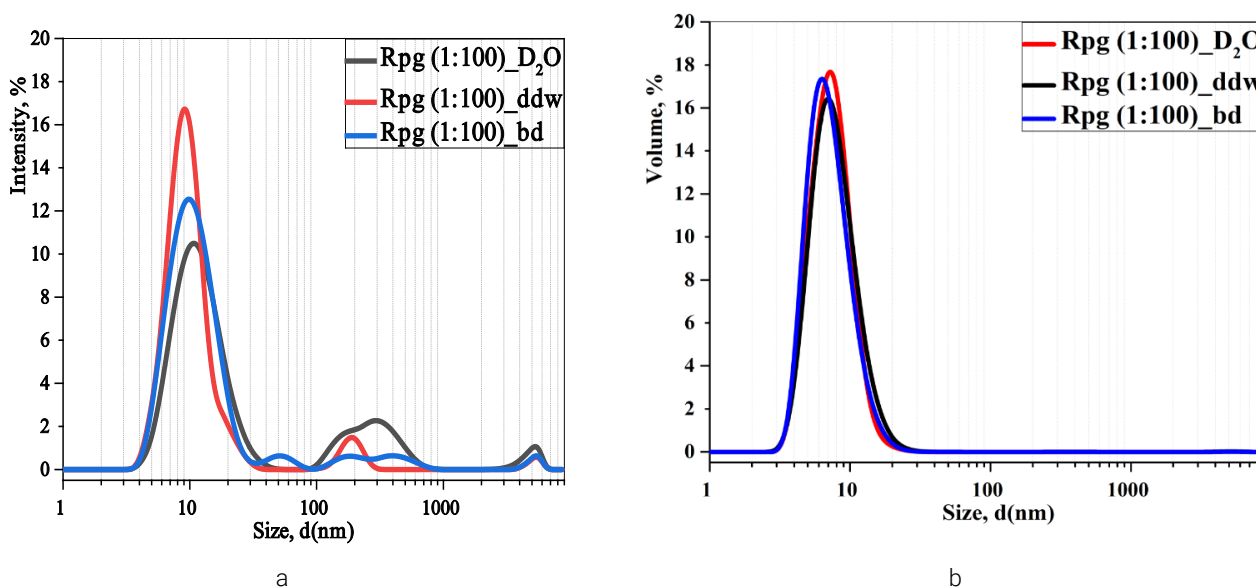 Intensity, %
20
18
16
14
12
10
8
6
4
2
0
Rpg (1:100)_D₂O
Rpg (1:100)_ddw
Rpg (1:100)_bd
1
10
100
1000
Size, d(nm)
a
Volume, %
20
18
16
14
12
10
8
6
4
2
0
Rpg (1:100)_D₂O
Rpg (1:100)_ddw
Rpg (1:100)_bd
1
10
100
1000
Size, d(nm)
b